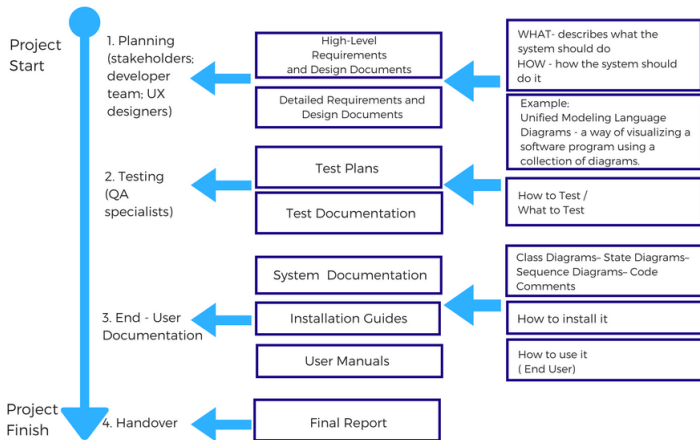 Project
Start
1. Planning
(stakeholders;
developer
team; UX
designers)
High-Level
Requirements
and Design Documents
Detailed Requirements and
Design Documents
WHAT- describes what the
system should do
HOW - how the system should
do it
Example;
Unified Modeling Language
Diagrams - a way of visualizing a
software program using a
collection of diagrams.
2. Testing
(QA
specialists)
Test Plans
Test Documentation
How to Test /
What to Test
3. End - User
Documentation
System Documentation
Installation Guides
User Manuals
Class Diagrams– State Diagrams–
Sequence Diagrams– Code
Comments
How to install it
How to use it
( End User)
Project
Finish
4. Handover
Final Report